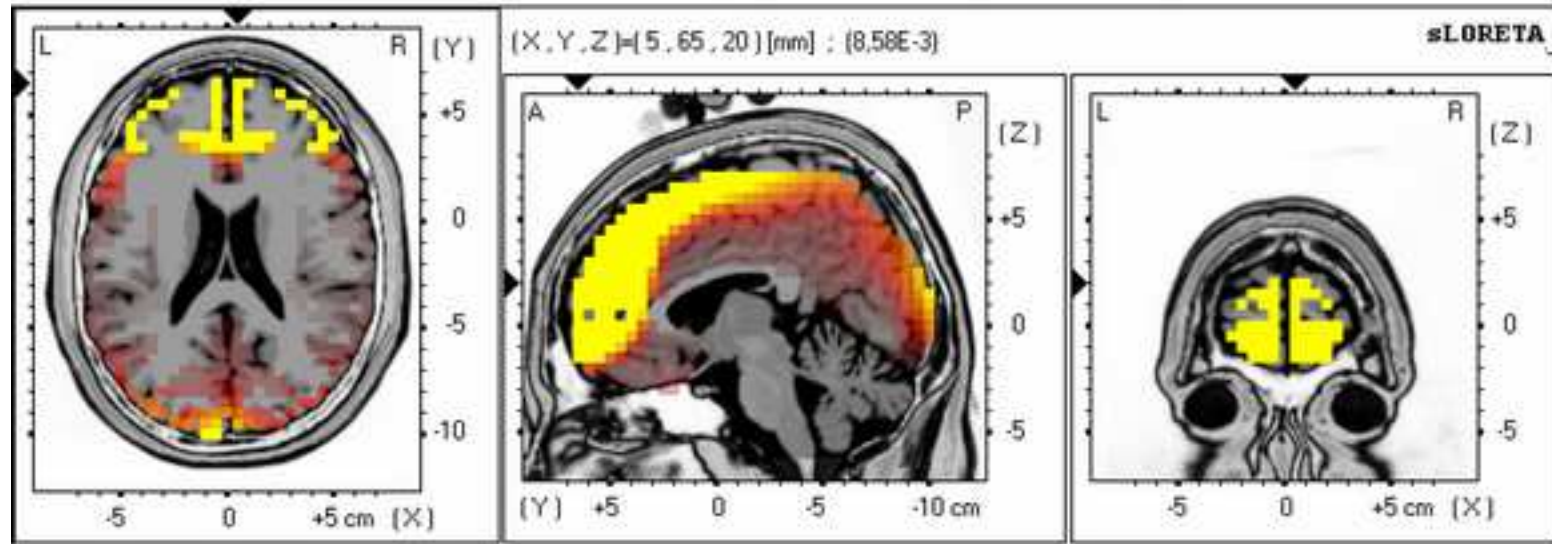 (X,Y,Z)=(5,65,20)[mm] ; (8,58E-3)
sLORETA
L R (Y)
+5
0
-5
-10
-5 0 +5 cm (X)
A P (Z)
+5
0
-5
(Y) +5 0 -5 -10 cm
L R (Z)
+5
0
-5
-5 0 +5 cm (X)